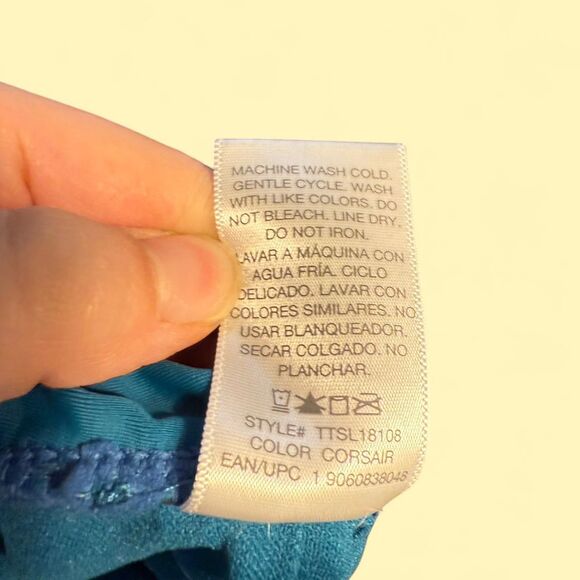 MACHINE WASH COLD.
GENTLE CYCLE. WASH
WITH LIKE COLORS. DO
NOT BLEACH. LINE DRY.
DO NOT IRON.
LAVAR A MÁQUINA CON
AGUA FRÍA. CICLO
DELICADO. LAVAR CON
COLORES SIMILARES. NO
USAR BLANQUEADOR.
SECAR COLGADO. NO
PLANCHAR.
STYLE# TTSL18108
COLOR CORSAIR
EAN/UPC 1 9060838048